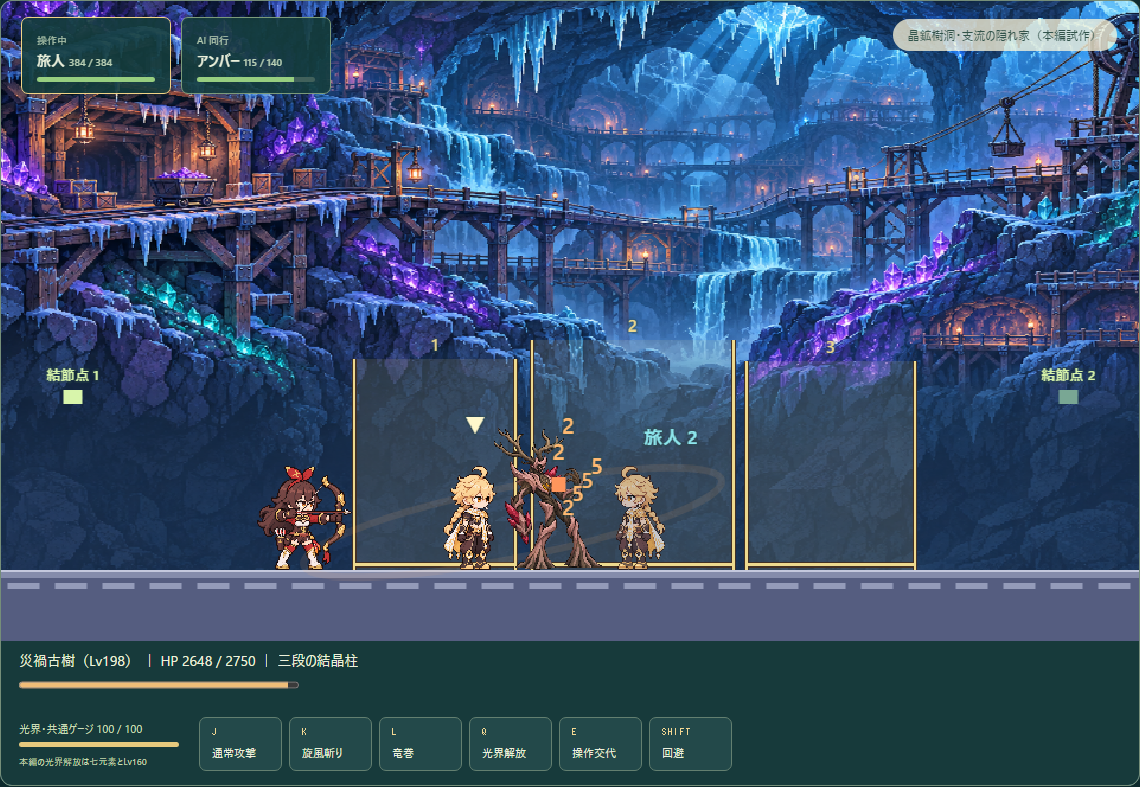 操作中
旅人 384 / 384
AI 同行
アンバー 115 / 140
晶鉱樹洞・支流の隠れ家（本編試作）
2
1
3
結節点 1
結節点 2
2
旅人 2
2
5
5
5
2
災禍古樹（Lv198）｜ HP 2648 / 2750 ｜ 三段の結晶柱
光界・共通ゲージ 100 / 100
本編の光界解放は七元素とLv160
J
通常攻撃
K
旋風斬り
L
竜巻
Q
光界解放
E
操作交代
SHIFT
回避